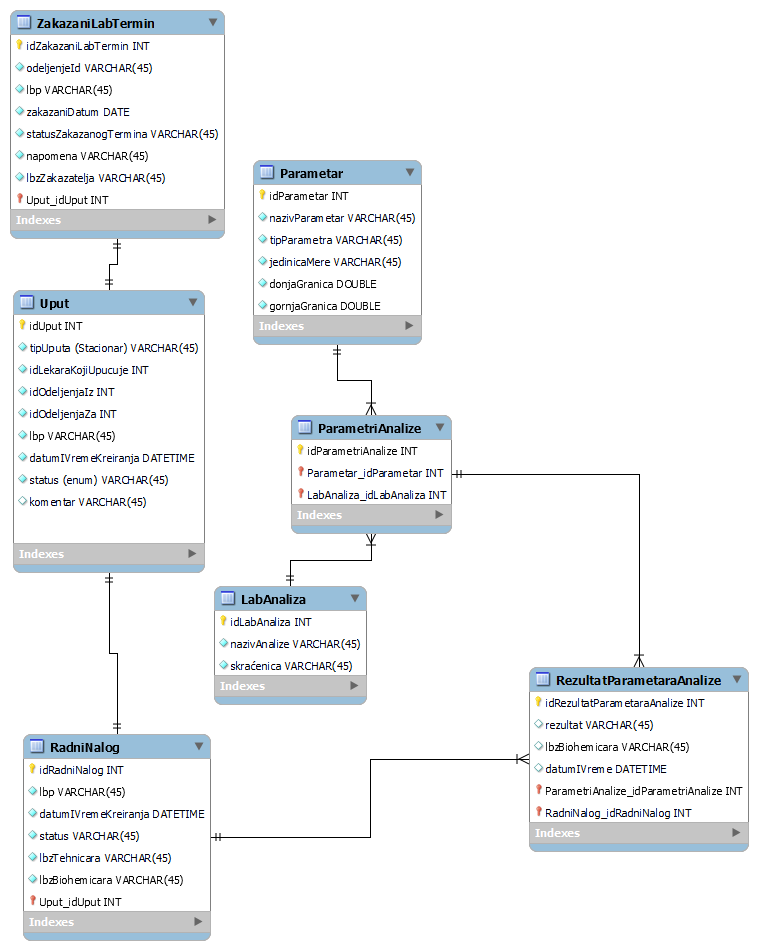 ZakazaniLabTermin
idZakazaniLabTermin INT
odeljenjeId VARCHAR(45)
lbp VARCHAR(45)
zakazaniDatum DATE
statusZakazanogTermina VARCHAR(45)
napomena VARCHAR(45)
lbzZakazatelja VARCHAR(45)
Uput_idUput INT
Indexes
Parametar
idParametar INT
nazivParametar VARCHAR(45)
tipParametra VARCHAR(45)
jedinicaMere VARCHAR(45)
donjaGranica DOUBLE
gornjaGranica DOUBLE
Indexes
Uput
idUput INT
tipUputa (Stacionar) VARCHAR(45)
idLekaraKojiUpucuje INT
idOdeljenjaIz INT
idOdeljenjaZa INT
lbp VARCHAR(45)
datumIVremeKreiranja DATETIME
status (enum) VARCHAR(45)
komentar VARCHAR(45)
Indexes
ParametriAnalize
idParametriAnalize INT
Parametar_idParametar INT
LabAnaliza_idLabAnaliza INT
Indexes
LabAnaliza
idLabAnaliza INT
nazivAnalize VARCHAR(45)
skraćenica VARCHAR(45)
Indexes
RezultatParametaraAnalize
idRezultatParametaraAnalize INT
rezultat VARCHAR(45)
lbzBiohemicara VARCHAR(45)
datumIVreme DATETIME
ParametriAnalize_idParametriAnalize INT
RadniNalog_idRadniNalog INT
Indexes
RadniNalog
idRadniNalog INT
lbp VARCHAR(45)
datumIVremeKreiranja DATETIME
status VARCHAR(45)
lbzTehnicara VARCHAR(45)
lbzBiohemicara VARCHAR(45)
Uput_idUput INT
Indexes